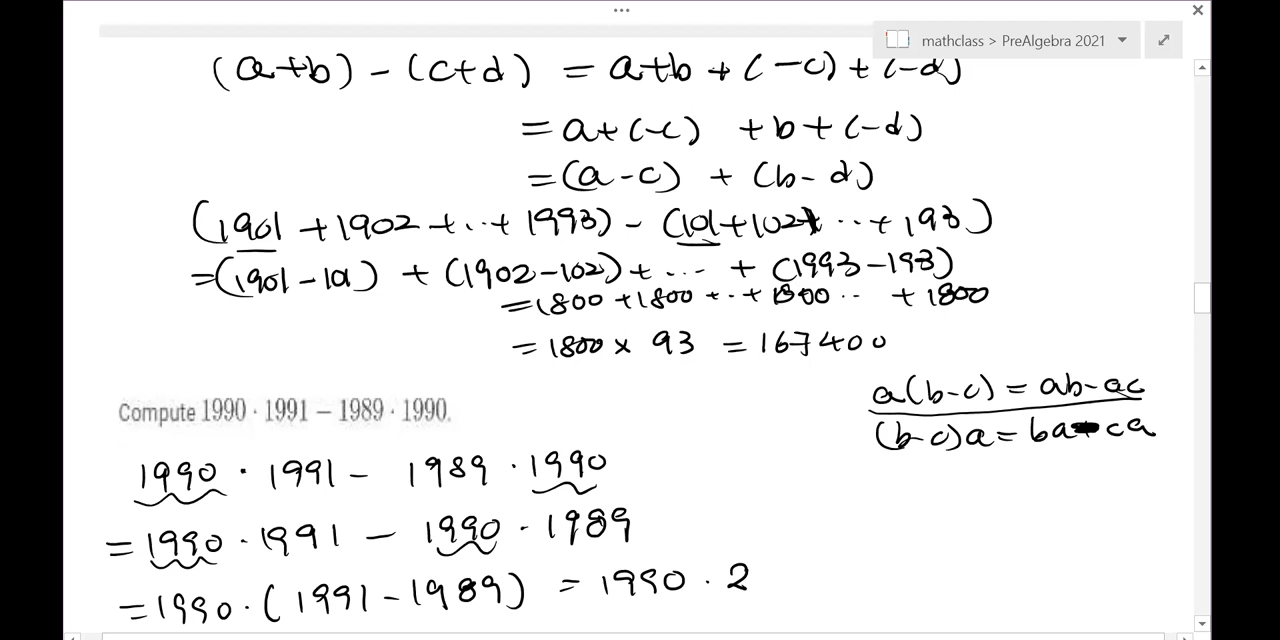 mathclass > PreAlgebra 2021
(a+b) - (c+d) = a+b + (-c) + (-d)
= a+(-c) + b+(-d)
= (a-c) + (b-d)
(1901 + 1902 + ... + 1993) - (101+102+ ... + 193)
= (1901 - 101) + (1902-102) + ... + (1993-193)
= 1800 + 1800 + ... + 1800 ... + 1800
= 1800 × 93 = 167400
a(b-c) = ab-ac
(b-c)a = ba-ca
Compute 1990 · 1991 − 1989 · 1990.
1990 · 1991 - 1989 · 1990
= 1990 · 1991 - 1990 · 1989
= 1990 · (1991 - 1989) = 1990 · 2